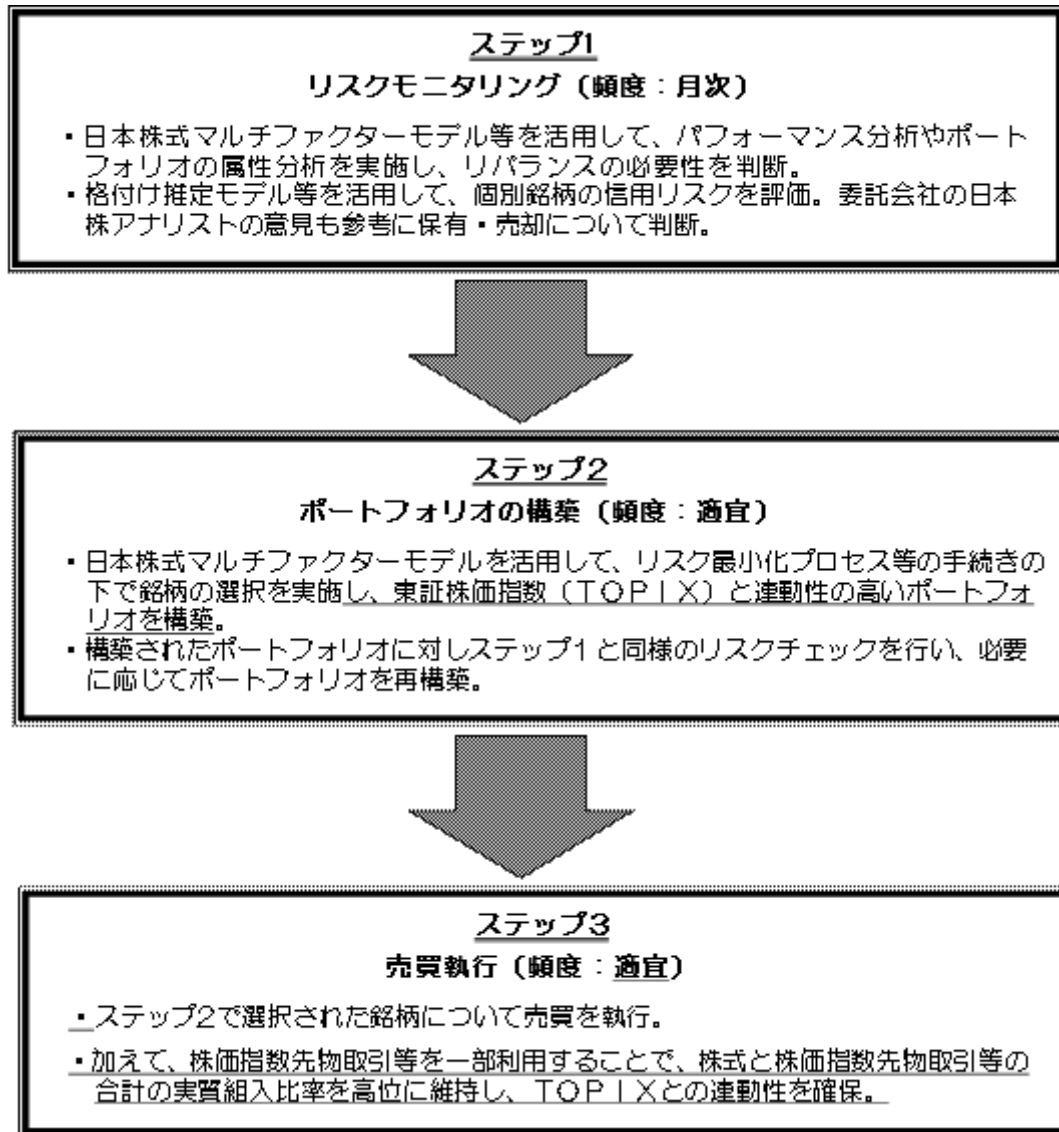 ステップ1
リスクモニタリング（頻度：月次）
・日本株式マルチファクターモデル等を活用して、パフォーマンス分析やポート
フォリオの属性分析を実施し、リバランスの必要性を判断。
・格付け推定モデル等を活用して、個別銘柄の信用リスクを評価。委託会社の日本
株アナリストの意見も参考に保有・売却について判断。
ステップ2
ポートフォリオの構築（頻度：適宜）
・日本株式マルチファクターモデルを活用して、リスク最小化プロセス等の手続きの
下で銘柄の選択を実施し、東証株価指数（ＴＯＰＩＸ）と連動性の高いポートフォ
リオを構築。
・構築されたポートフォリオに対しステップ1と同様のリスクチェックを行い、必要
に応じてポートフォリオを再構築。
ステップ3
売買執行（頻度：適宜）
・ステップ2で選択された銘柄について売買を執行。
・加えて、株価指数先物取引等を一部利用することで、株式と株価指数先物取引等の
合計の実質組入比率を高位に維持し、ＴＯＰＩＸとの連動性を確保。